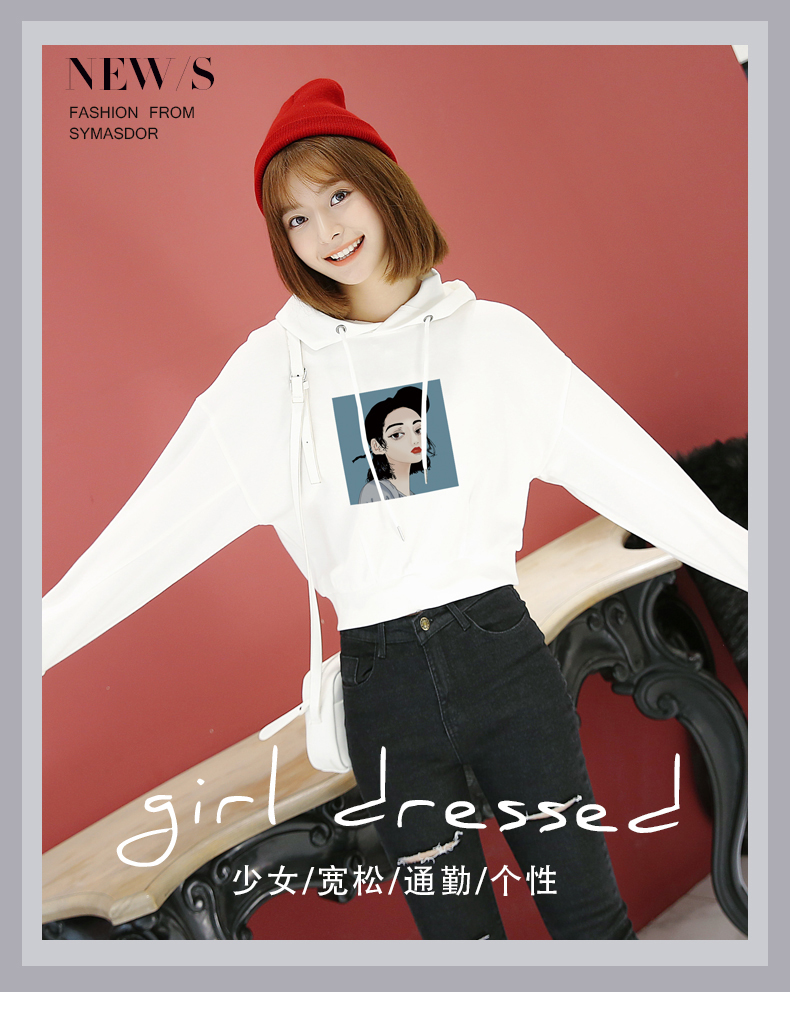 NEW/S
FASHION FROM
SYMASDOR
girl dressed
少女/宽松/通勤/个性